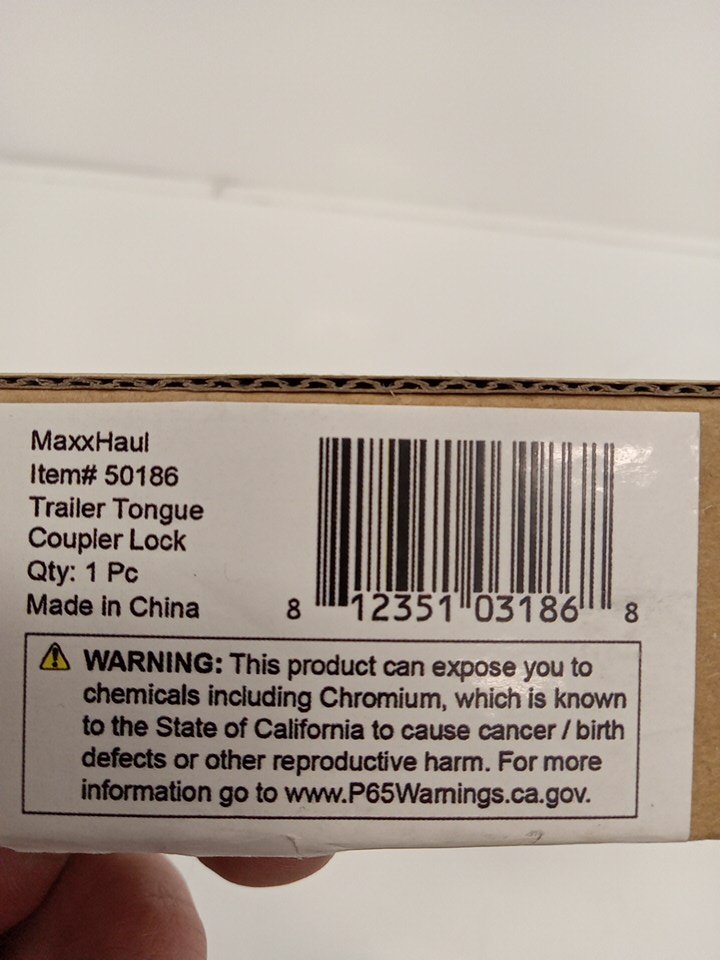 MaxxHaul
Item# 50186
Trailer Tongue
Coupler Lock
Qty: 1 Pc
Made in China
8 12351 03186 8
WARNING: This product can expose you to
chemicals including Chromium, which is known
to the State of California to cause cancer / birth
defects or other reproductive harm. For more
information go to www.P65Warnings.ca.gov.